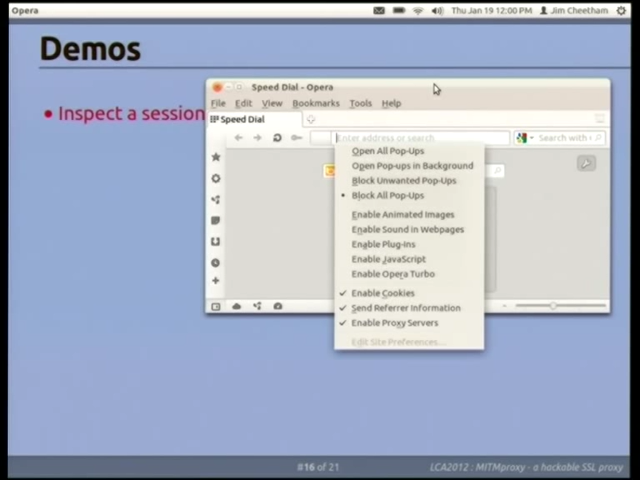 Opera
Thu Jan 19 12:00 PM
Jim Cheetham
Demos
Inspect a session
Speed Dial - Opera
File Edit View Bookmarks Tools Help
Speed Dial
Enter address or search
Search with
Open All Pop-Ups
Open Pop-ups in Background
Block Unwanted Pop-Ups
Block All Pop-Ups
Enable Animated Images
Enable Sound in Webpages
Enable Plug-Ins
Enable JavaScript
Enable Opera Turbo
Enable Cookies
Send Referrer Information
Enable Proxy Servers
Edit Site Preferences...
#16 of 21
LCA2012 : MITMproxy - a hackable SSL proxy